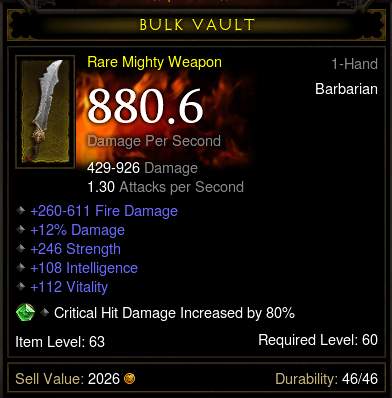 BULK VAULT
Rare Mighty Weapon
1-Hand
880.6
Barbarian
Damage Per Second
429-926 Damage
1.30 Attacks per Second
+260-611 Fire Damage
+12% Damage
+246 Strength
+108 Intelligence
+112 Vitality
Critical Hit Damage Increased by 80%
Item Level: 63
Required Level: 60
Sell Value: 2026
Durability: 46/46